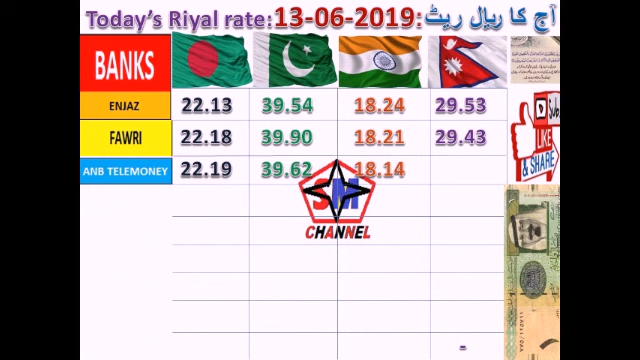 Today's Riyal rate:13-06-2019:آج کا ریال ریٹ
BANKS
ENJAZ 22.13 39.54 18.24 29.53
FAWRI 22.18 39.90 18.21 29.43
ANB TELEMONEY 22.19 39.62 18.14
SM
CHANNEL
Sub
LIKE
& SHARE